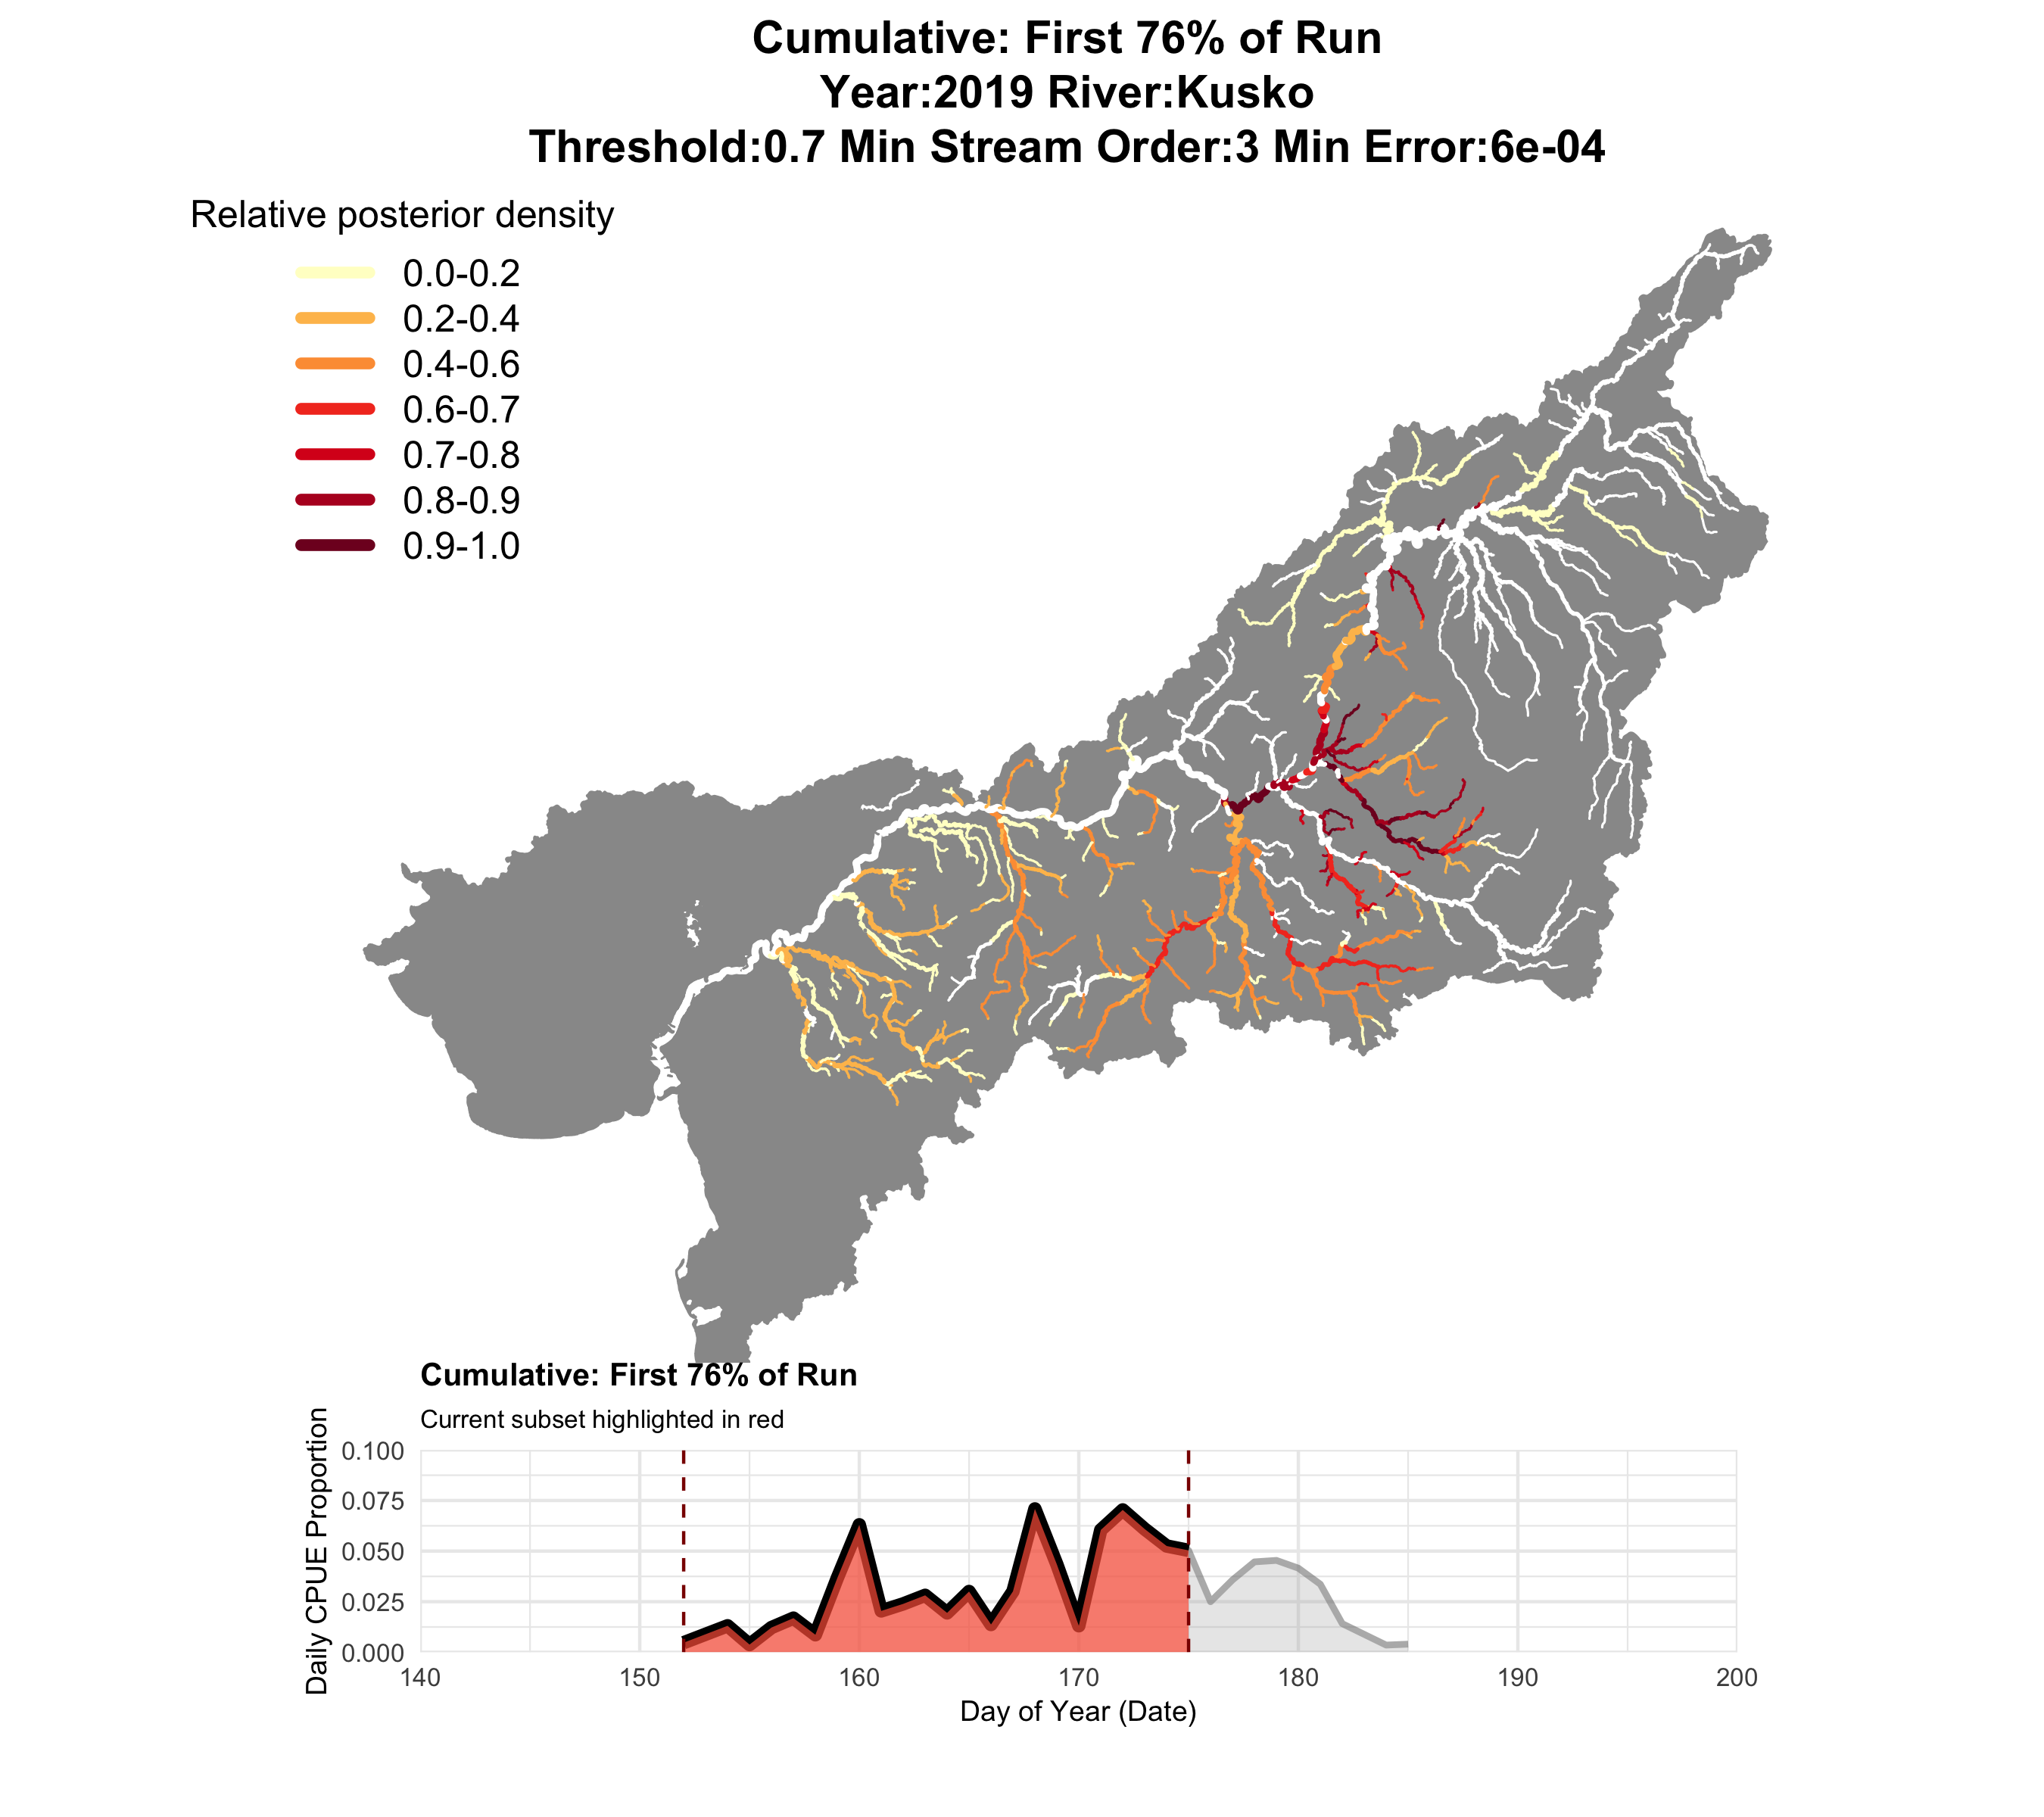 Cumulative: First 76% of Run
Year:2019 River:Kusko
Threshold:0.7 Min Stream Order:3 Min Error:6e-04
Relative posterior density
0.0-0.2
0.2-0.4
0.4-0.6
0.6-0.7
0.7-0.8
0.8-0.9
0.9-1.0
Cumulative: First 76% of Run
Current subset highlighted in red
Daily CPUE Proportion
0.100
0.075
0.050
0.025
0.000
140 150 160 170 180 190 200
Day of Year (Date)